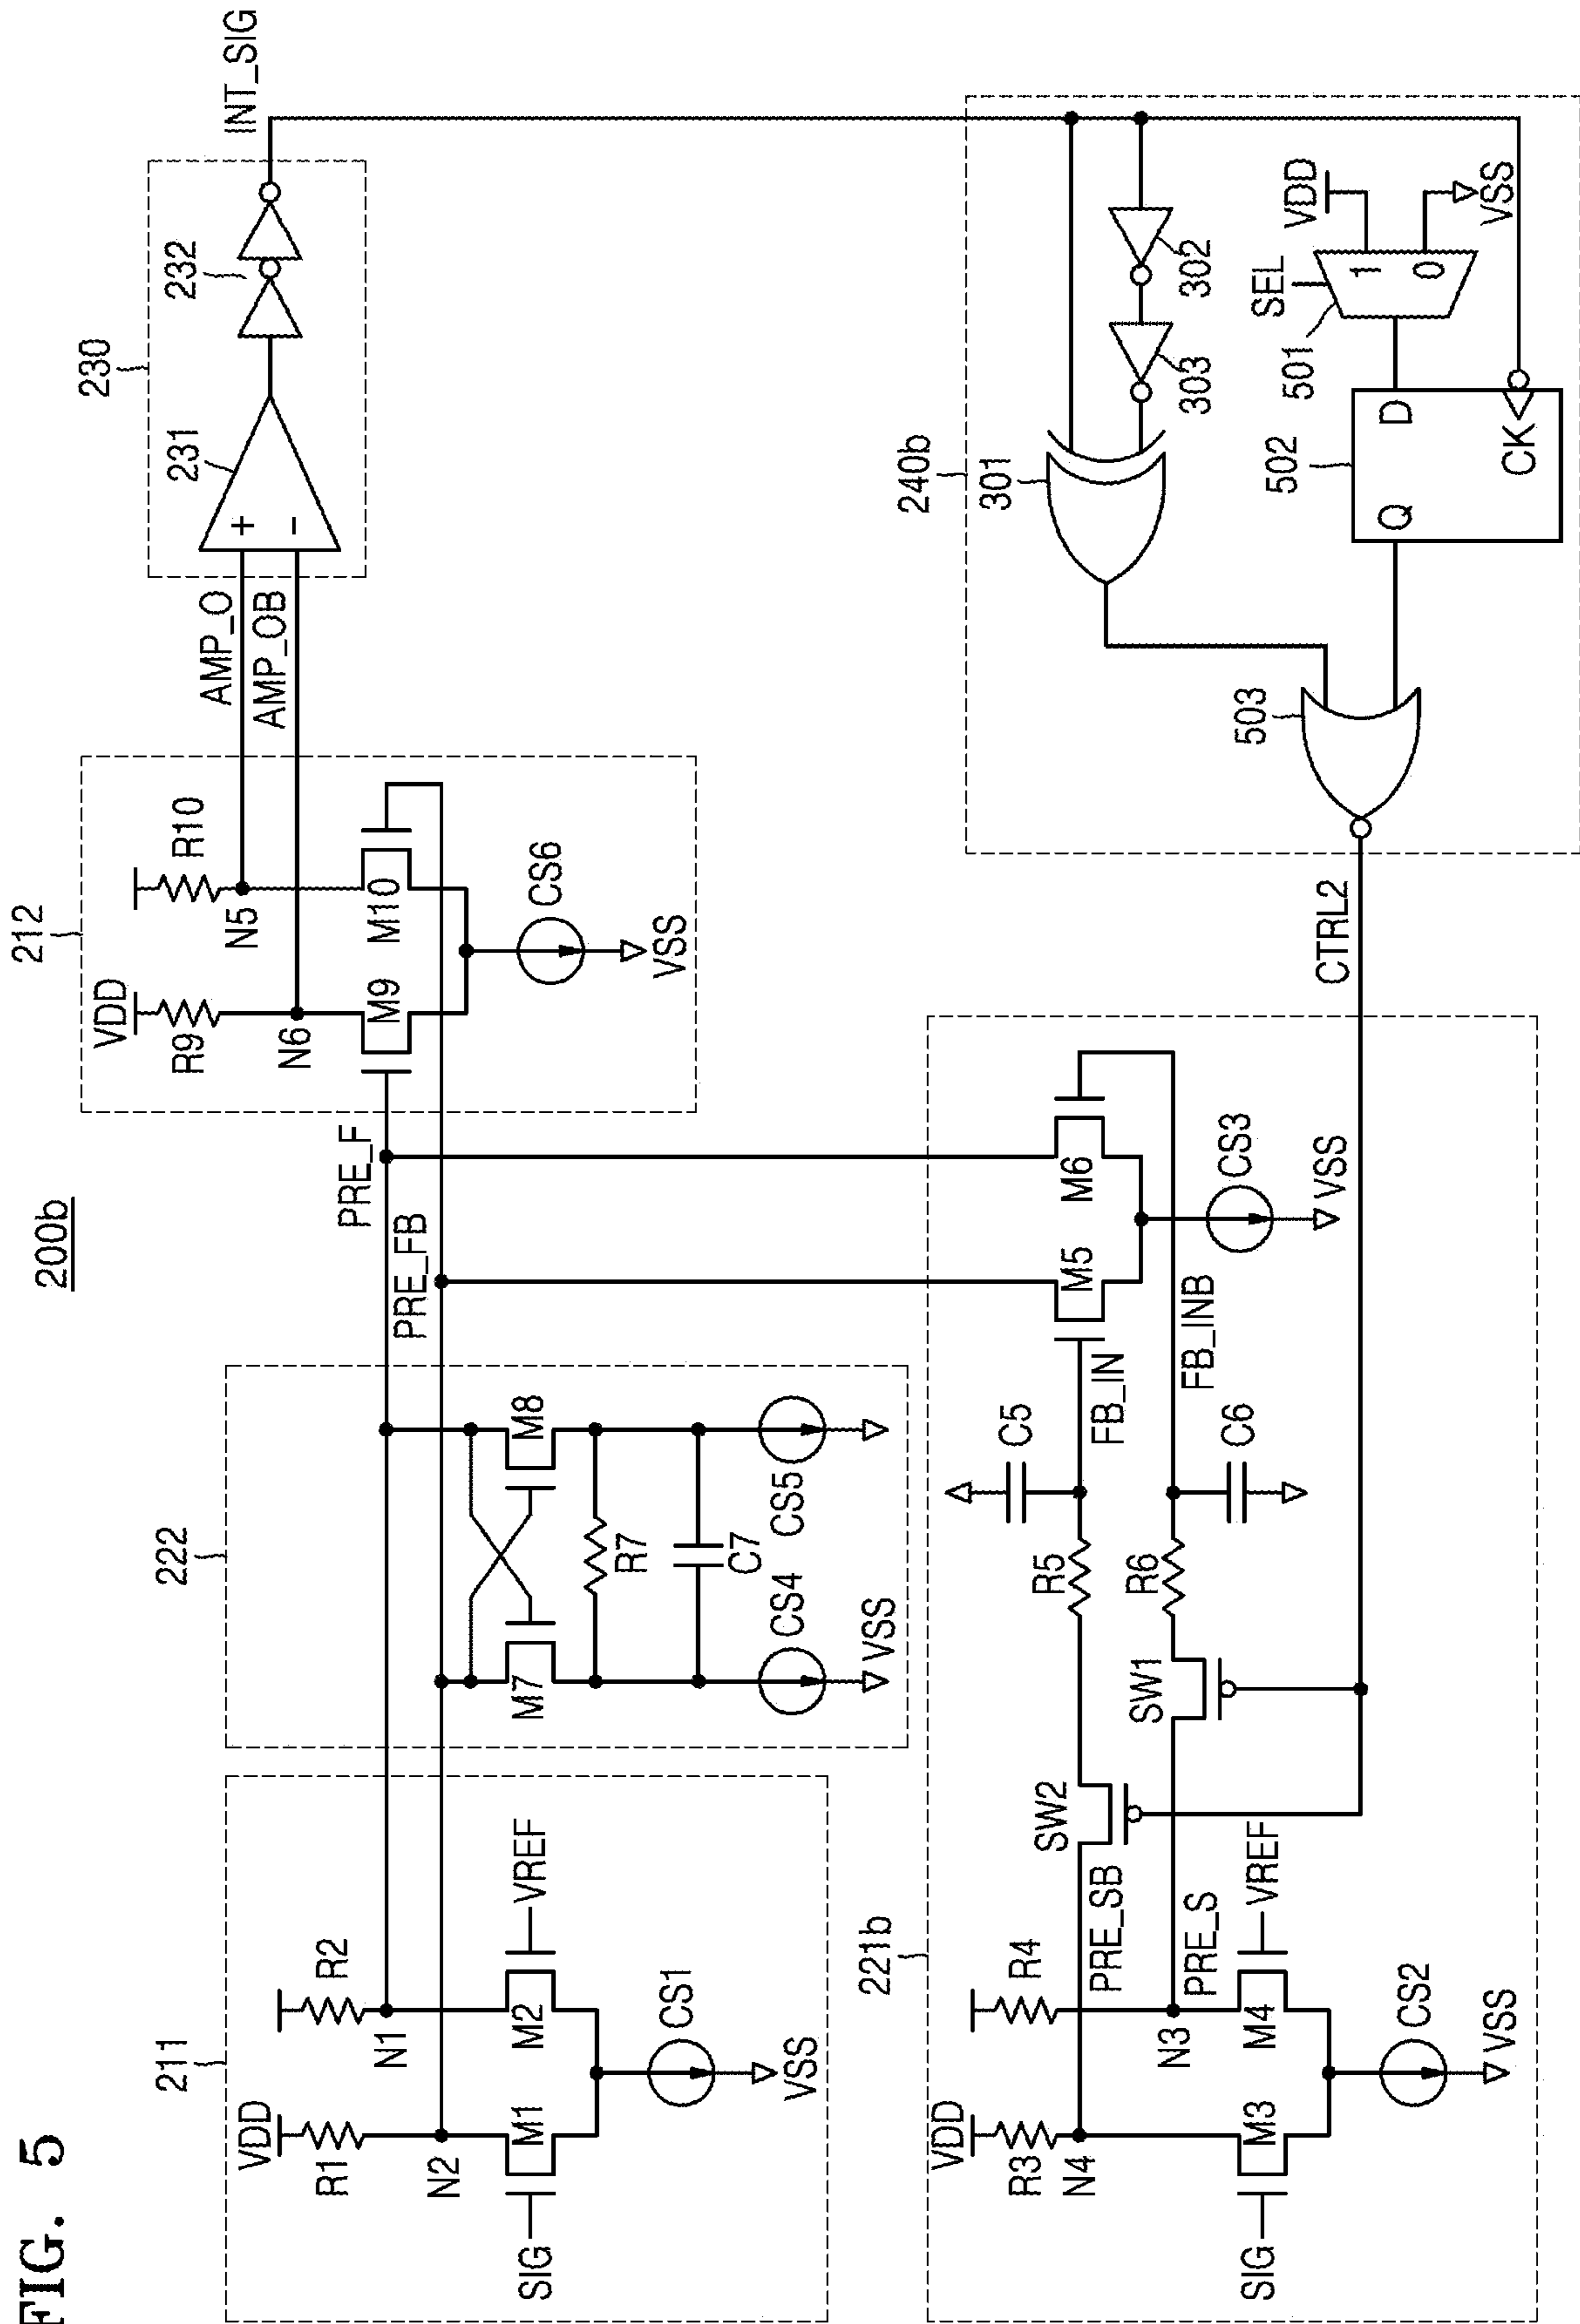 FIG. 5
200b
211
VDD
R1
R2
N1
N2
M1
M2
SIG
VREF
CS1
VSS
222
M7
M8
R7
C7
CS4
CS5
VSS
PRE_F
PRE_FB
212
VDD
R9
R10
N5
N6
M9
M10
CS6
VSS
AMP_O
AMP_OB
230
231
+
-
232
INT_SIG
221b
VDD
R3
R4
N4
N3
M3
M4
SIG
VREF
CS2
VSS
PRE_SB
PRE_S
SW2
SW1
R5
R6
C5
C6
FB_IN
FB_INB
M5
M6
CS3
VSS
CTRL2
240b
301
302
303
503
502
Q
D
CK
501
SEL
1
0
VDD
VSS